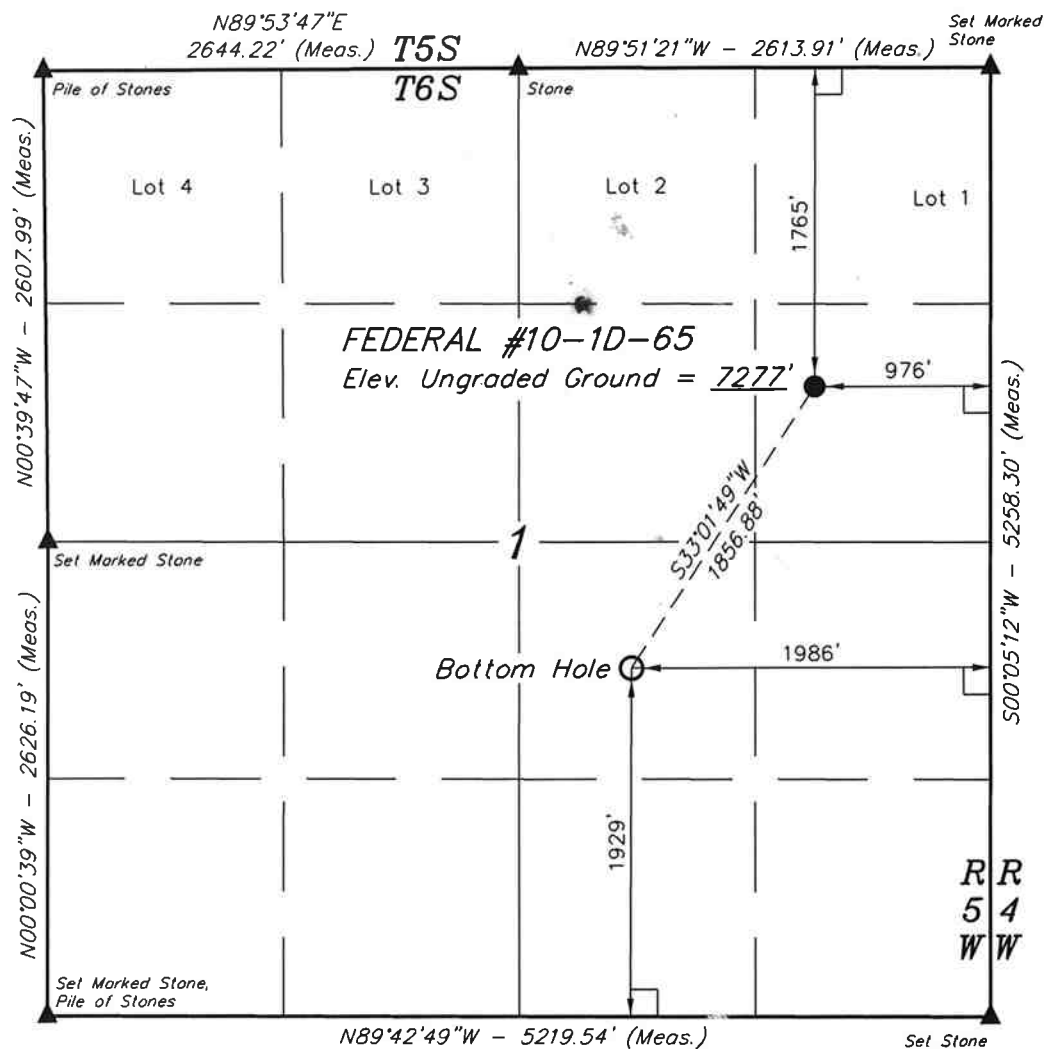 N89°53'47"E
2644.22' (Meas.)
T5S
N89°51'21"W - 2613.91' (Meas.)
Set Marked
Stone
T6S
Pile of Stones
Stone
N00°39'47"W - 2607.99' (Meas.)
Lot 4
Lot 3
Lot 2
Lot 1
1765'
FEDERAL #10-1D-65
Elev. Ungraded Ground = 7277'
976'
S33°01'49"W
1856.88'
S00°05'12"W - 5258.30' (Meas.)
1
Set Marked Stone
N00°00'39"W - 2626.19' (Meas.)
Bottom Hole
1986'
1929'
R R
5 4
W W
Set Marked Stone,
Pile of Stones
N89°42'49"W - 5219.54' (Meas.)
Set Stone